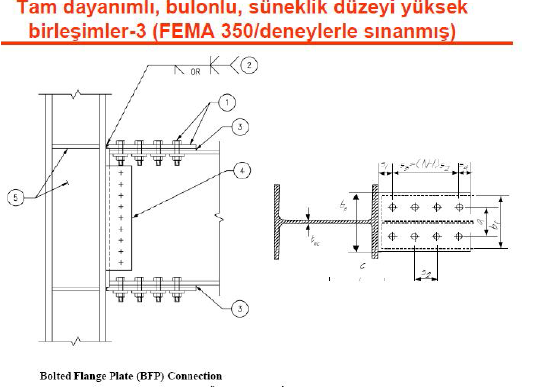 Tam dayanımlı, bulonlu, süneklik düzeyi yüksek
birleşimler-3 (FEMA 350/deneylerle sınanmış)
OR
2
1
3
4
5
3
Bolted Flange Plate (BFP) Connection